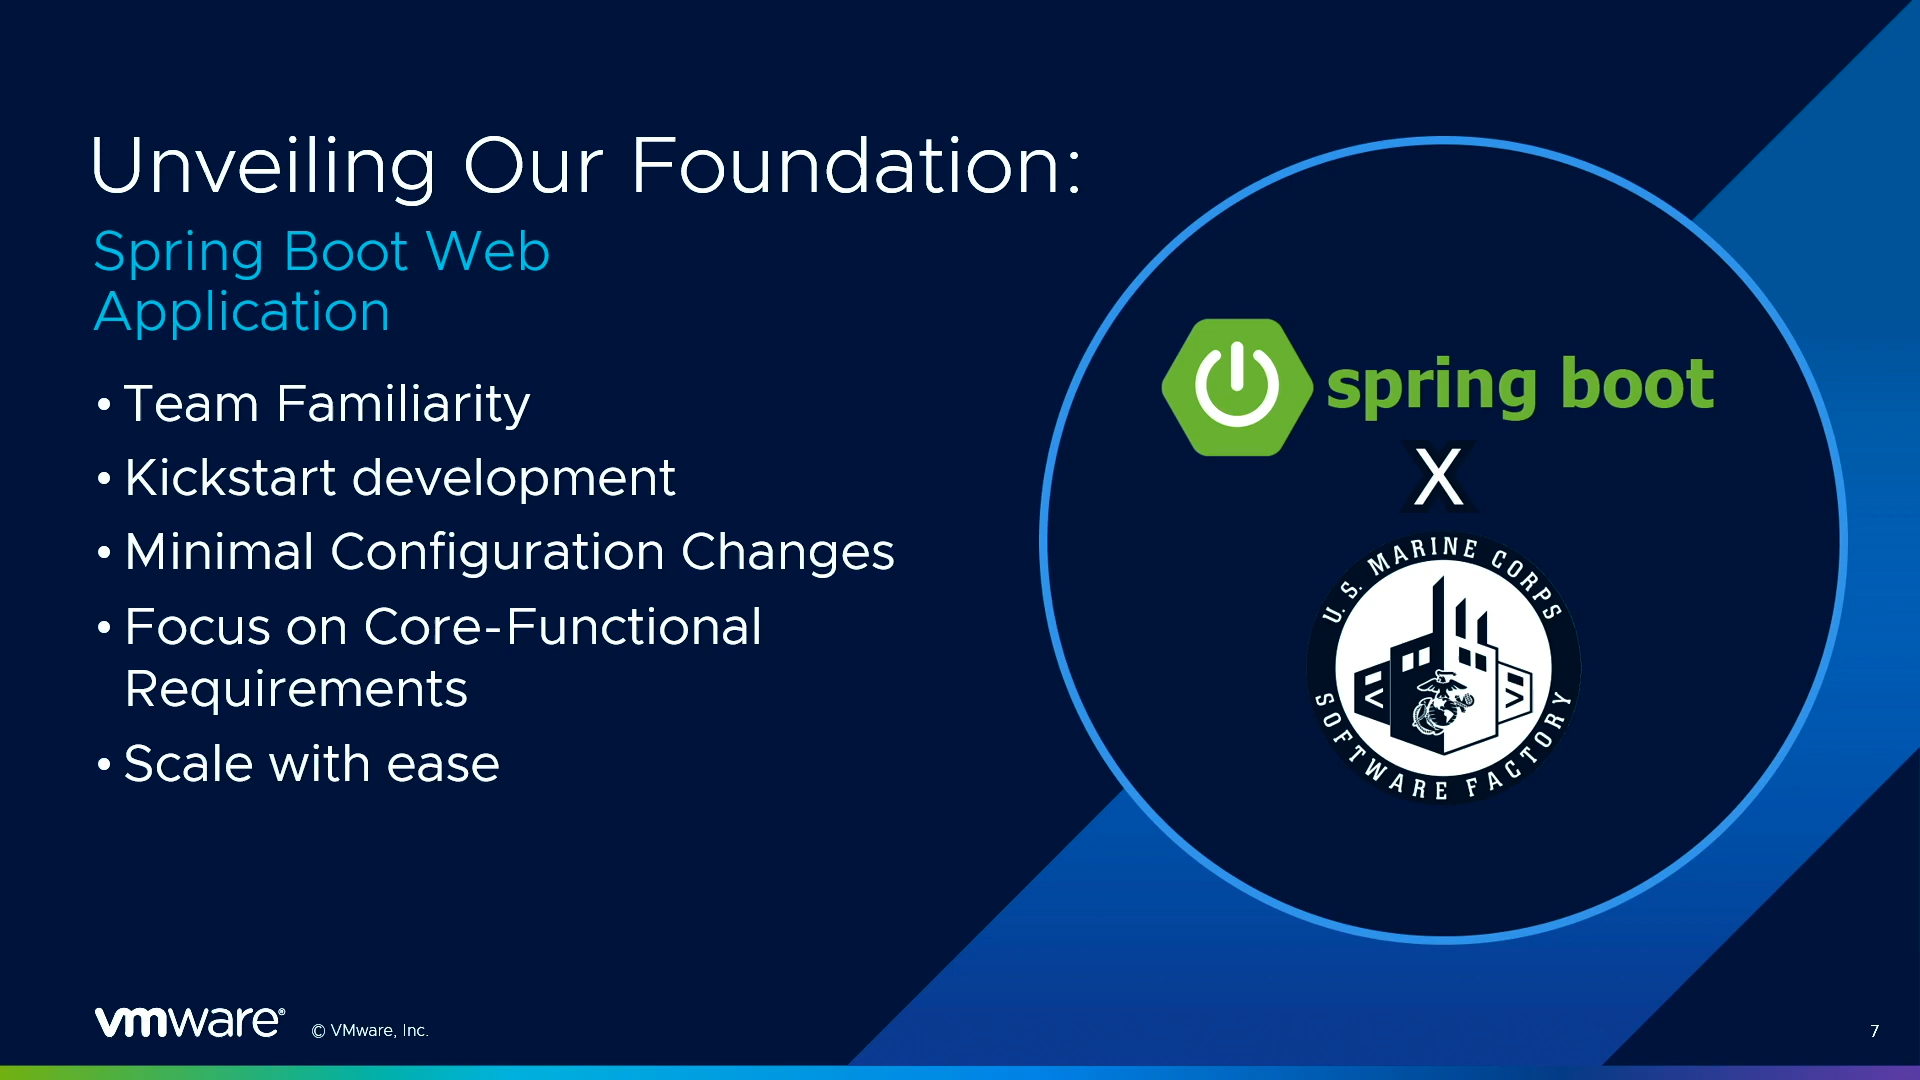 Unveiling Our Foundation:
Spring Boot Web
Application
• Team Familiarity
• Kickstart development
• Minimal Configuration Changes
• Focus on Core-Functional
Requirements
• Scale with ease
spring boot
X
U. S. MARINE CORPS
SOFTWARE FACTORY
vmware®
© VMware, Inc.
7